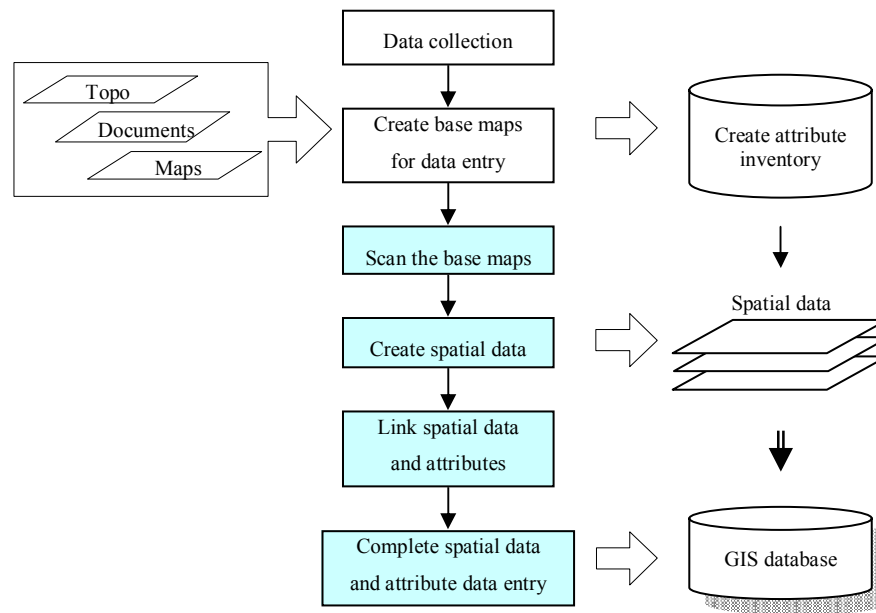 Data collection
Topo
Documents
Maps
Create base maps
for data entry
Create attribute
inventory
Scan the base maps
Spatial data
Create spatial data
Link spatial data
and attributes
Complete spatial data
and attribute data entry
GIS database